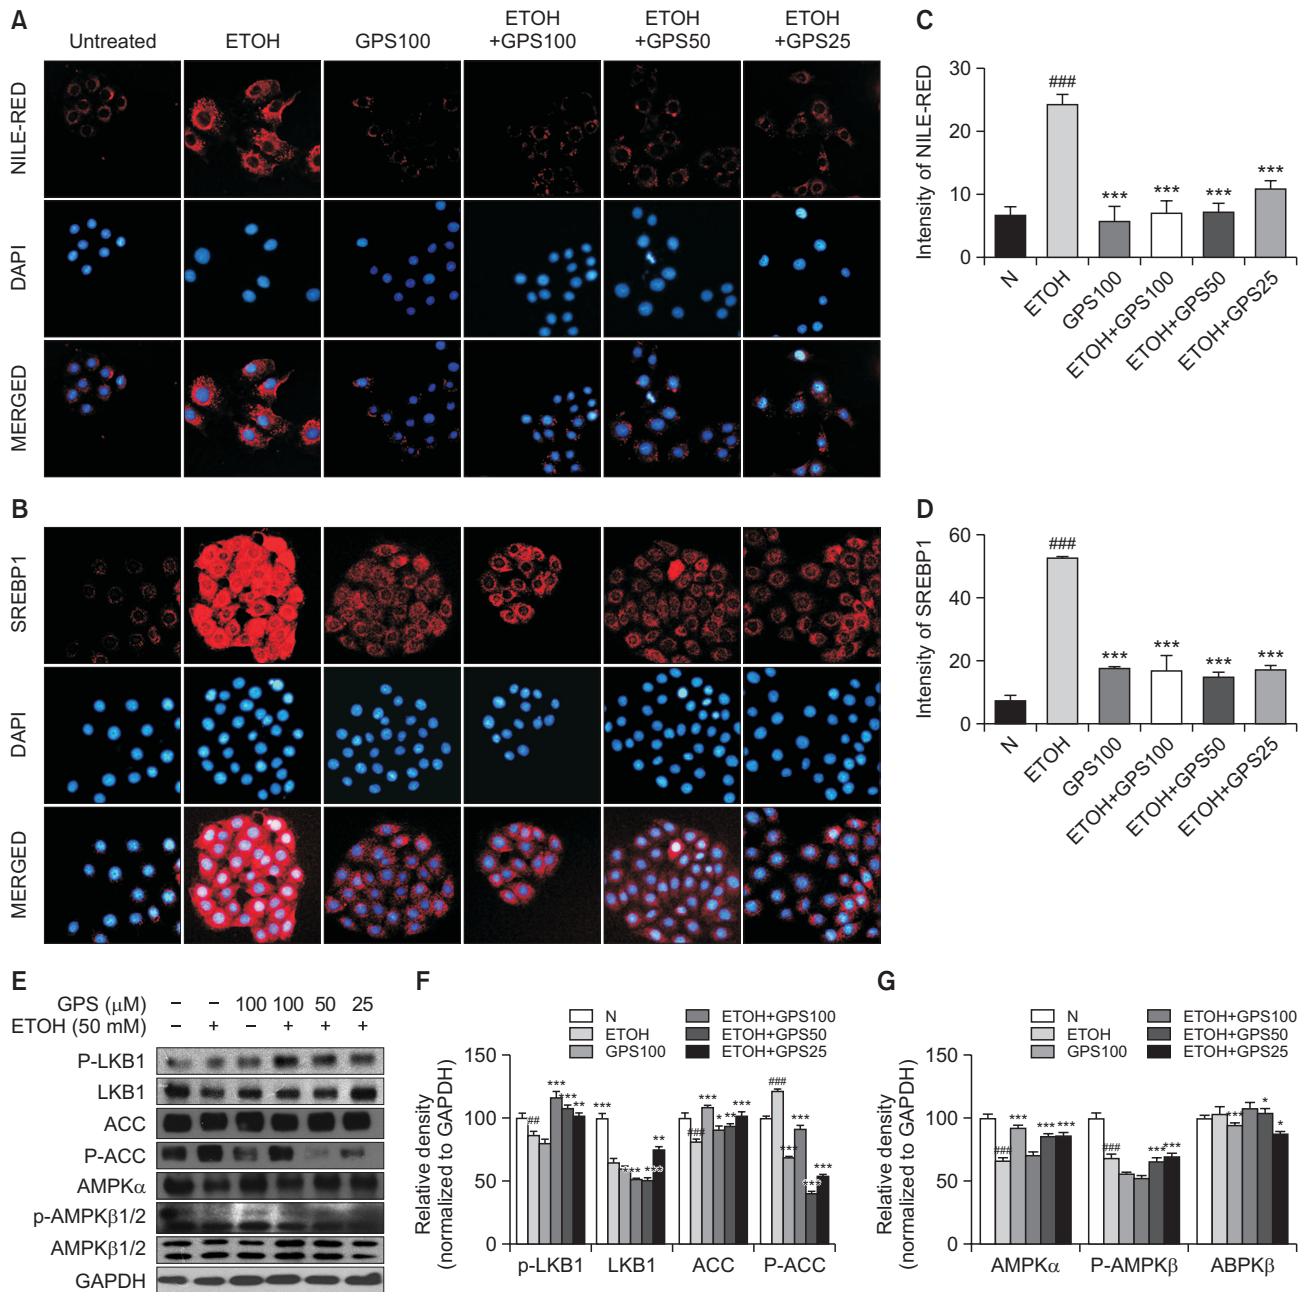 A
Untreated
ETOH
GPS100
ETOH
+GPS100
ETOH
+GPS50
ETOH
+GPS25
NILE-RED
DAPI
MERGED
B
SREBP1
DAPI
MERGED
C
Intensity of NILE-RED
30
20
10
0
###
***
***
***
***
N
ETOH
GPS100
ETOH+GPS100
ETOH+GPS50
ETOH+GPS25
D
Intensity of SREBP1
60
40
20
0
###
***
***
***
***
N
ETOH
GPS100
ETOH+GPS100
ETOH+GPS50
ETOH+GPS25
E
GPS (μM) – – 100 100 50 25
ETOH (50 mM) – + – + + +
P-LKB1
LKB1
ACC
P-ACC
AMPKα
p-AMPKβ1/2
AMPKβ1/2
GAPDH
F
N
ETOH
GPS100
ETOH+GPS100
ETOH+GPS50
ETOH+GPS25
Relative density
(normalized to GAPDH)
150
100
50
0
##
***
***
**
***
***
**
###
***
*
**
***
###
***
***
***
***
p-LKB1 LKB1 ACC P-ACC
G
N
ETOH
GPS100
ETOH+GPS100
ETOH+GPS50
ETOH+GPS25
Relative density
(normalized to GAPDH)
150
100
50
0
###
***
***
***
###
***
***
***
*
*
AMPKα P-AMPKβ ABPKβ